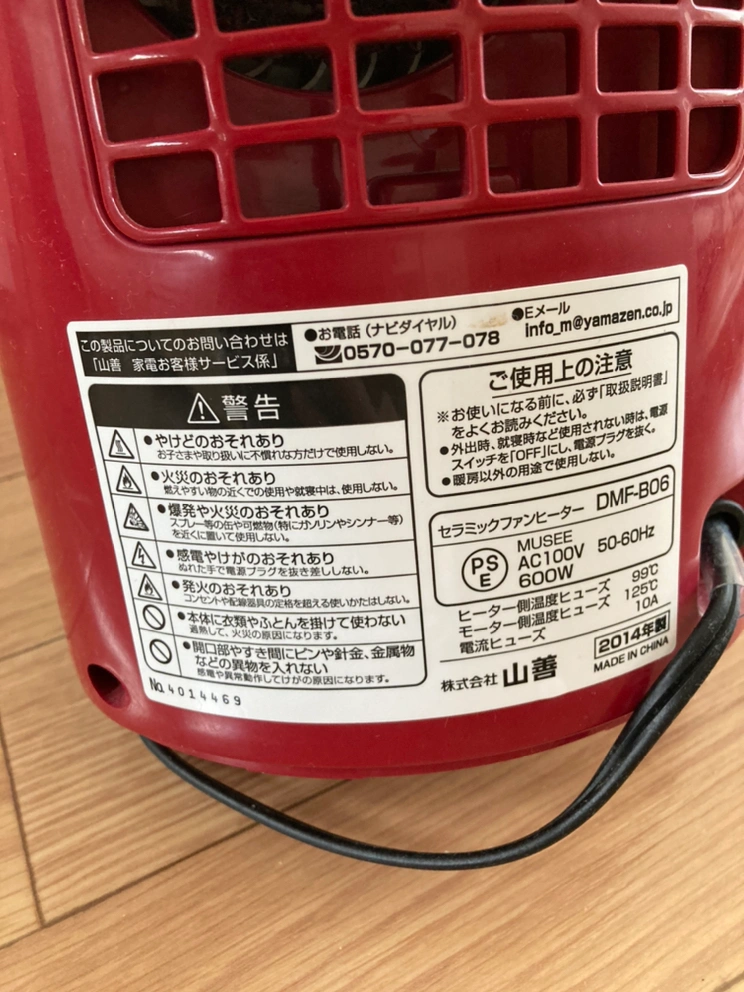 この製品についてのお問い合わせは
「山善 家電お客様サービス係」
●お電話（ナビダイヤル）
0570-077-078
●Eメール
info_m@yamazen.co.jp
警告
●やけどのおそれあり
お子さまや取り扱いに不慣れな方だけで使用しない。
●火災のおそれあり
燃えやすい物の近くでの使用や就寝中は、使用しない。
●爆発や火災のおそれあり
スプレー等の缶や可燃物（特にガソリンやシンナー等）
を近くに置いて使用しない。
●感電やけがのおそれあり
ぬれた手で電源プラグを抜き差ししない。
●発火のおそれあり
コンセントや配線器具の定格を超える使いかたはしない。
●本体に衣類やふとんを掛けて使わない
過熱して、火災の原因になります。
●開口部やすき間にピンや針金、金属物
などの異物を入れない
感電や異常動作してけがの原因になります。
No.4014469
ご使用上の注意
※お使いになる前に、必ず「取扱説明書」
をよくお読みください。
●外出時、就寝時など使用されない時は、電源
スイッチを「OFF」にし、電源プラグを抜く。
●暖房以外の用途で使用しない。
セラミックファンヒーター DMF-B06
PS
E
MUSEE
AC100V 50-60Hz
600W
ヒーター側温度ヒューズ 99℃
モーター側温度ヒューズ 125℃
電流ヒューズ 10A
2014年製
株式会社 山善 MADE IN CHINA